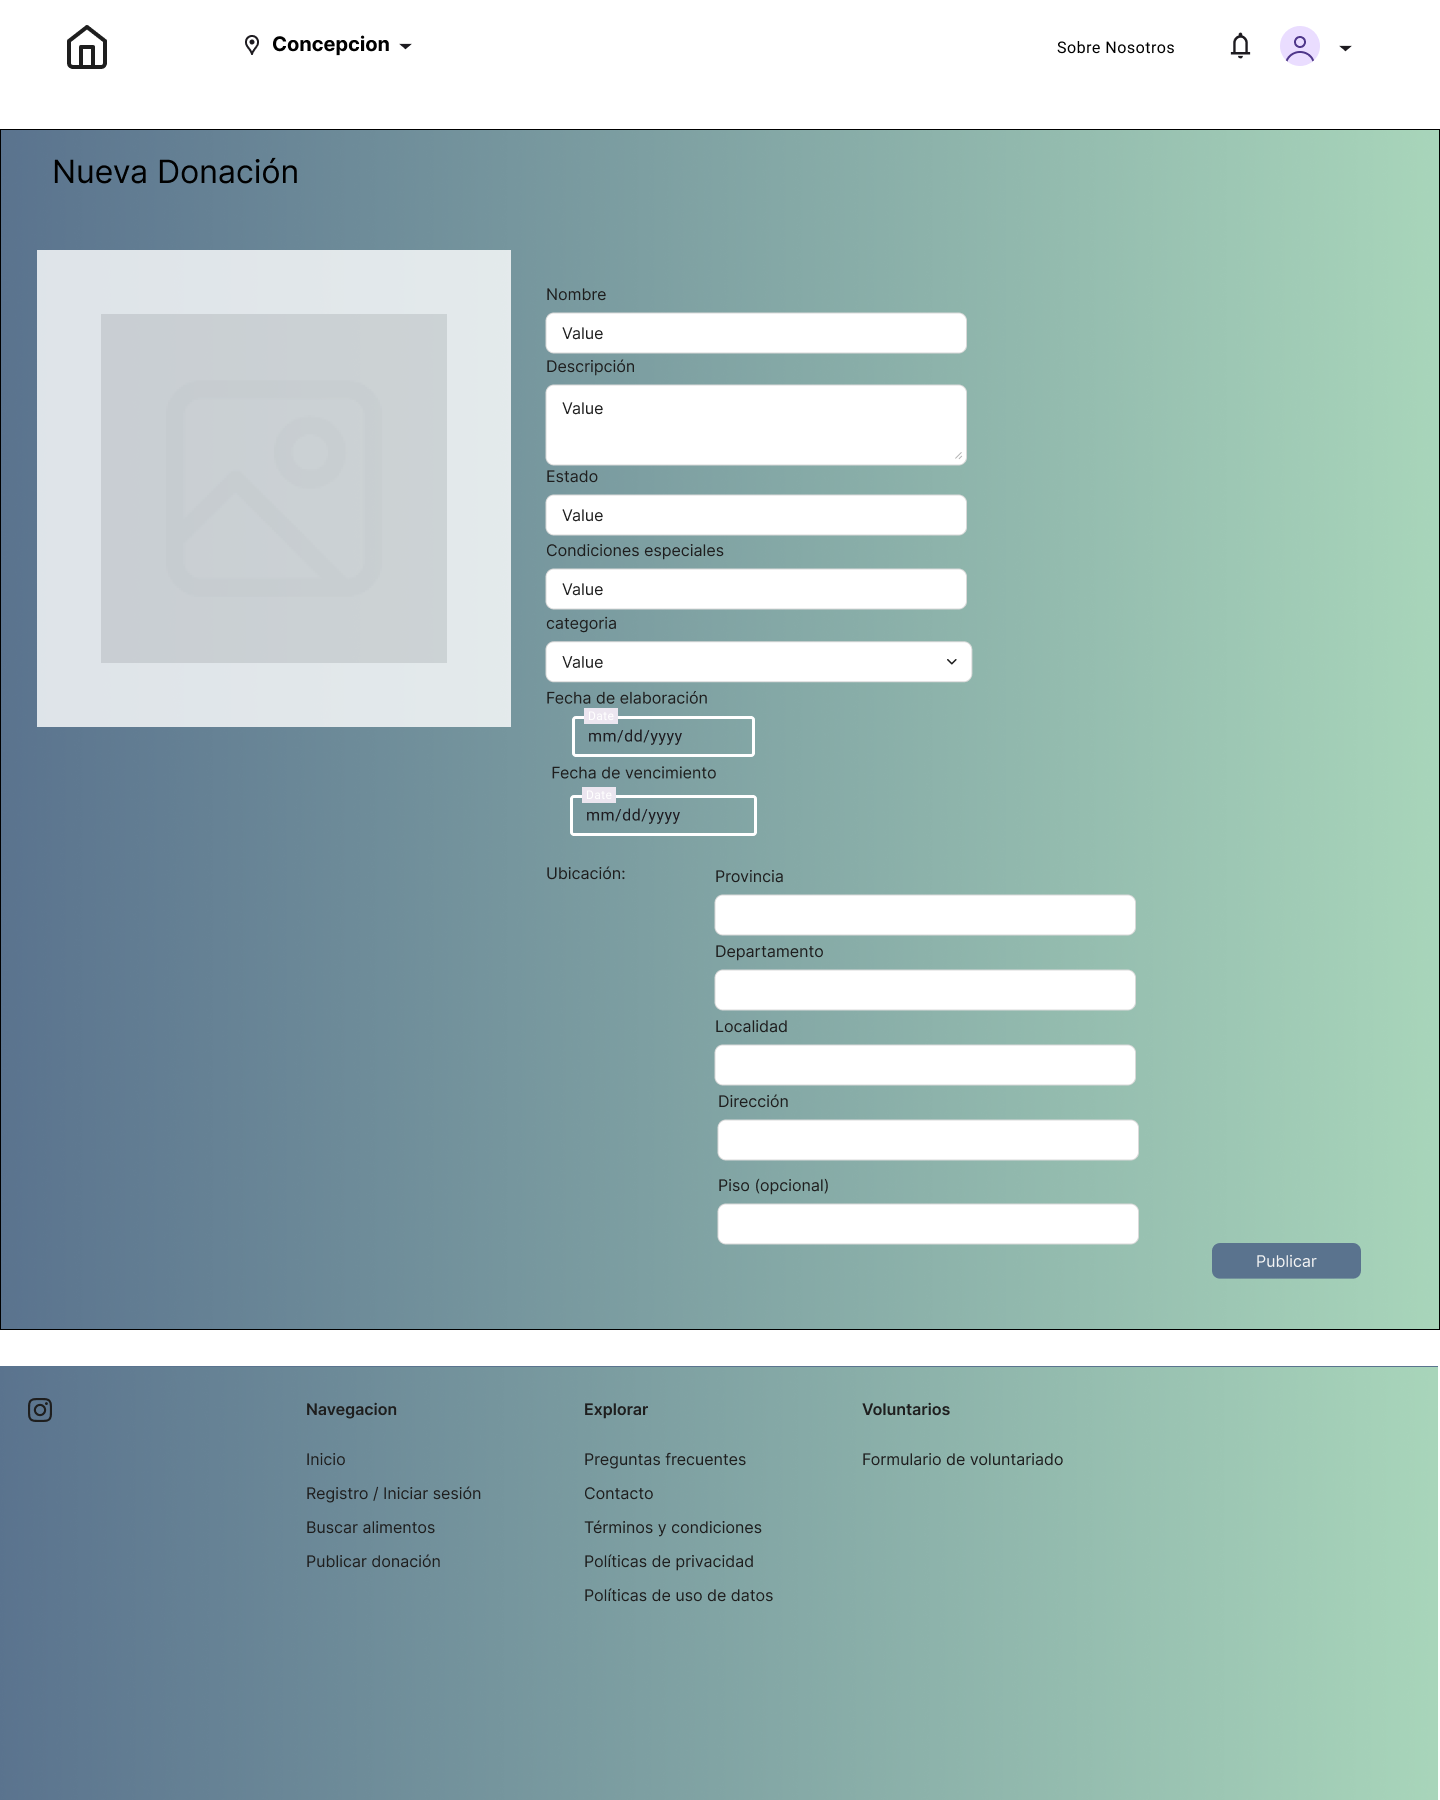 Concepcion
Sobre Nosotros
Nueva Donación
Nombre
Value
Descripción
Value
Estado
Value
Condiciones especiales
Value
categoria
Value
Fecha de elaboración
Date
mm/dd/yyyy
Fecha de vencimiento
Date
mm/dd/yyyy
Ubicación:
Provincia
Departamento
Localidad
Dirección
Piso (opcional)
Publicar
Navegacion
Inicio
Registro / Iniciar sesión
Buscar alimentos
Publicar donación
Explorar
Preguntas frecuentes
Contacto
Términos y condiciones
Políticas de privacidad
Políticas de uso de datos
Voluntarios
Formulario de voluntariado